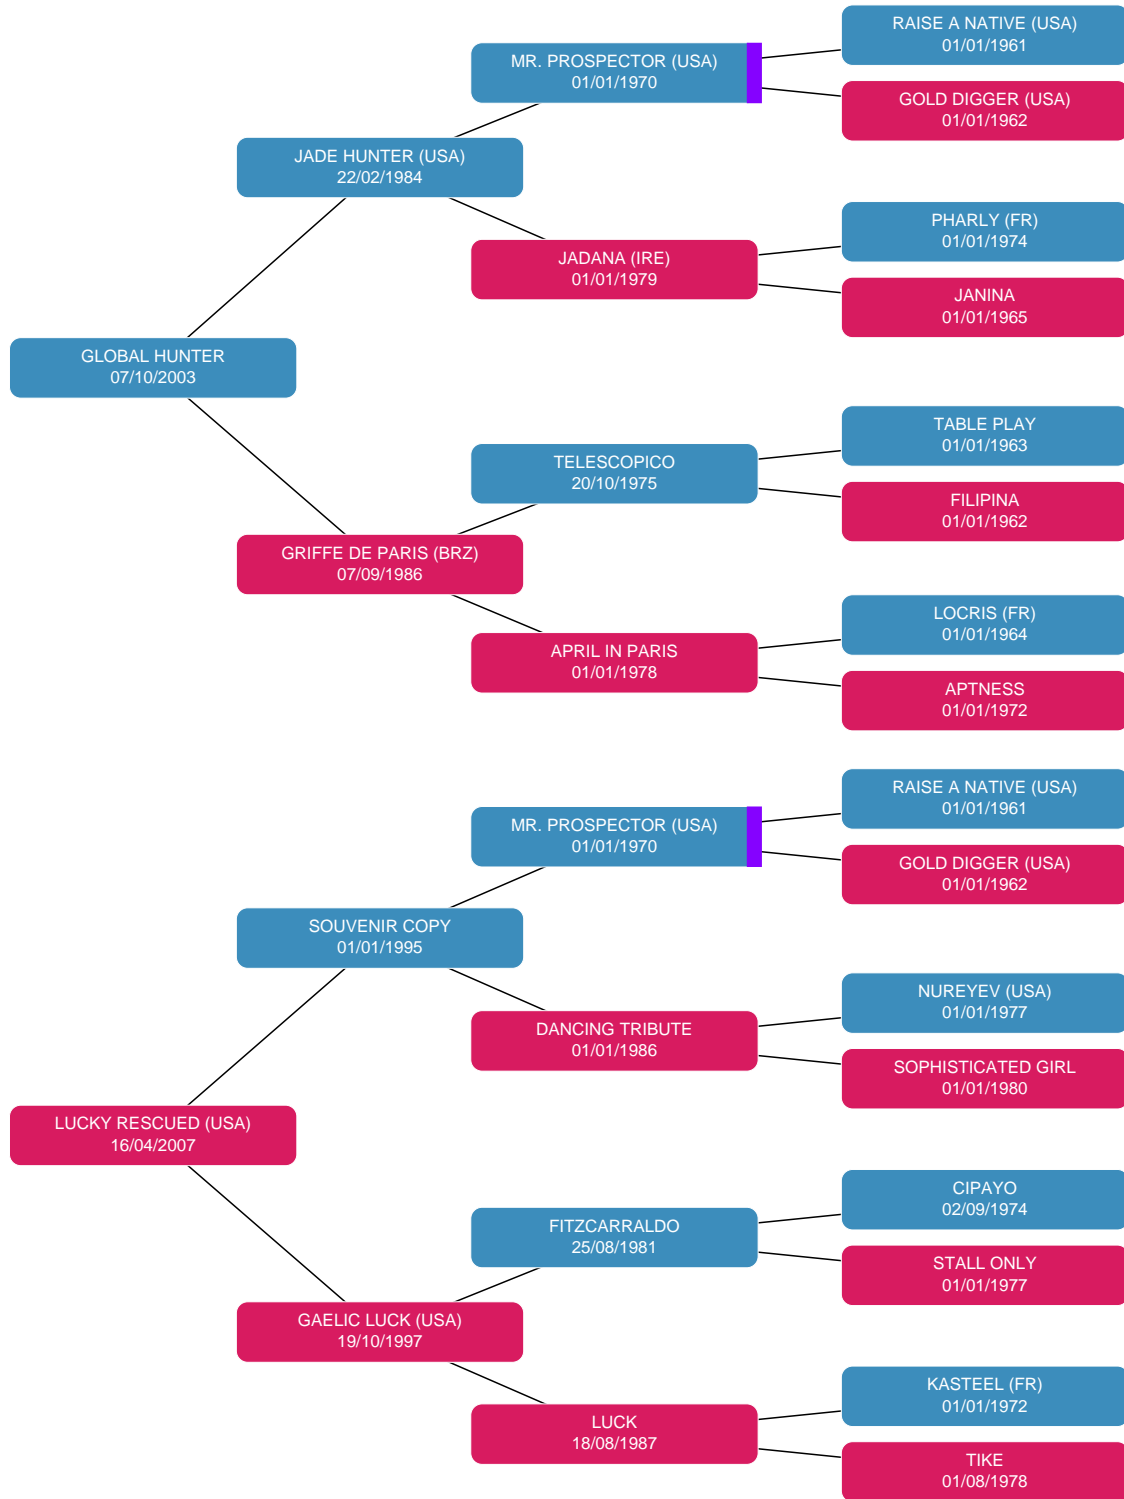 RAISE A NATIVE (USA)
01/01/1961
MR. PROSPECTOR (USA)
01/01/1970
GOLD DIGGER (USA)
01/01/1962
JADE HUNTER (USA)
22/02/1984
PHARLY (FR)
01/01/1974
JADANA (IRE)
01/01/1979
JANINA
01/01/1965
GLOBAL HUNTER
07/10/2003
TABLE PLAY
01/01/1963
TELESCOPICO
20/10/1975
FILIPINA
01/01/1962
GRIFFE DE PARIS (BRZ)
07/09/1986
LOCRIS (FR)
01/01/1964
APRIL IN PARIS
01/01/1978
APTNESS
01/01/1972
RAISE A NATIVE (USA)
01/01/1961
MR. PROSPECTOR (USA)
01/01/1970
GOLD DIGGER (USA)
01/01/1962
SOUVENIR COPY
01/01/1995
NUREYEV (USA)
01/01/1977
DANCING TRIBUTE
01/01/1986
SOPHISTICATED GIRL
01/01/1980
LUCKY RESCUED (USA)
16/04/2007
CIPAYO
02/09/1974
FITZCARRALDO
25/08/1981
STALL ONLY
01/01/1977
GAELIC LUCK (USA)
19/10/1997
KASTEEL (FR)
01/01/1972
LUCK
18/08/1987
TIKE
01/08/1978